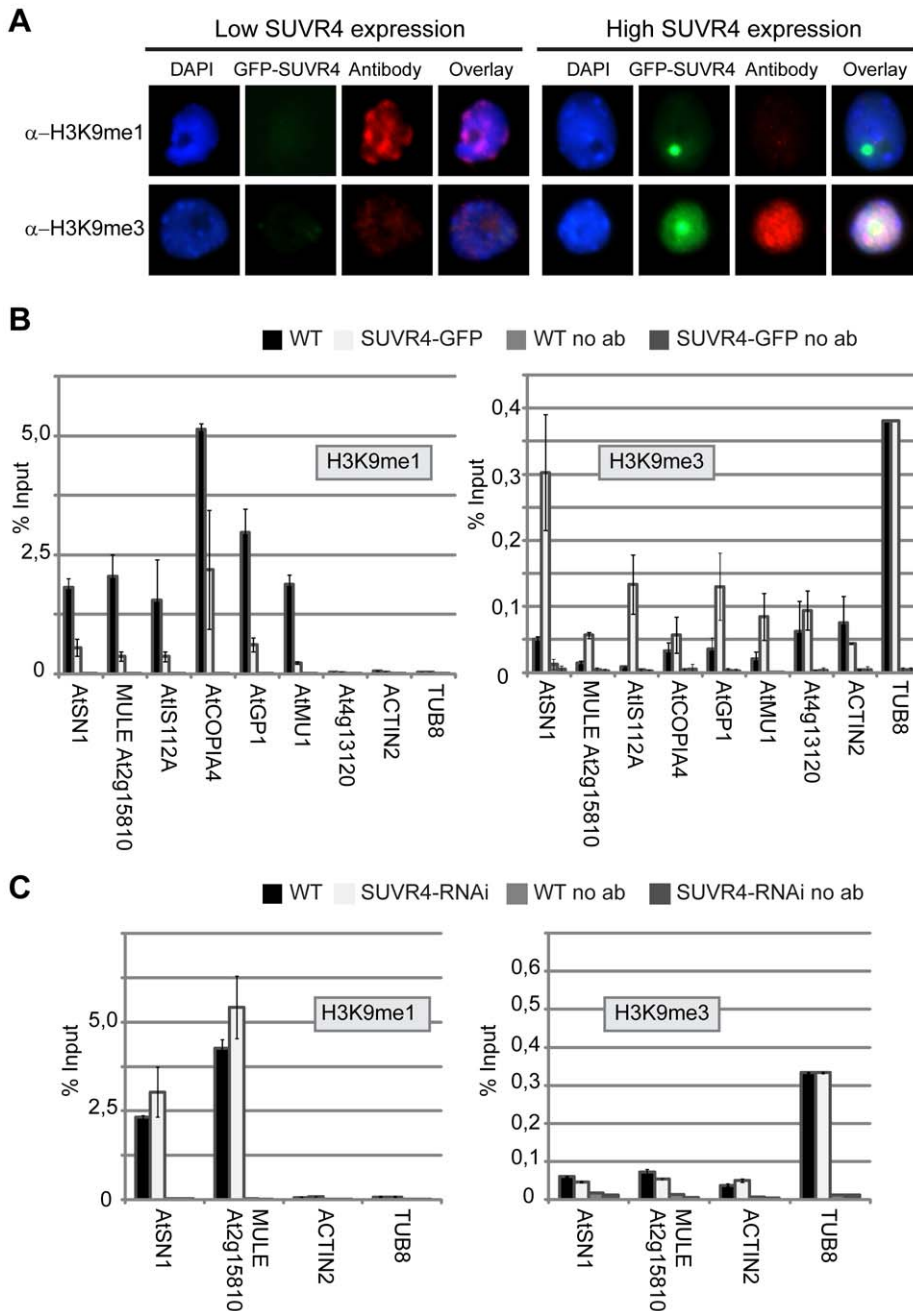 A
Low SUVR4 expression High SUVR4 expression
DAPI GFP-SUVR4 Antibody Overlay DAPI GFP-SUVR4 Antibody Overlay
α–H3K9me1
α–H3K9me3
B
WT SUVR4-GFP WT no ab SUVR4-GFP no ab
% Input
5,0
2,5
0
H3K9me1
AtSN1
MULE At2g15810
AtIS112A
AtCOPIA4
AtGP1
AtMU1
At4g13120
ACTIN2
TUB8
% Input
0,4
0,3
0,2
0,1
0
H3K9me3
AtSN1
MULE At2g15810
AtIS112A
AtCOPIA4
AtGP1
AtMU1
At4g13120
ACTIN2
TUB8
C
WT SUVR4-RNAi WT no ab SUVR4-RNAi no ab
% Input
5,0
2,5
0
H3K9me1
AtSN1
MULE
At2g15810
ACTIN2
TUB8
% Input
0,6
0,5
0,4
0,3
0,2
0,1
0
H3K9me3
AtSN1
MULE
At2g15810
ACTIN2
TUB8